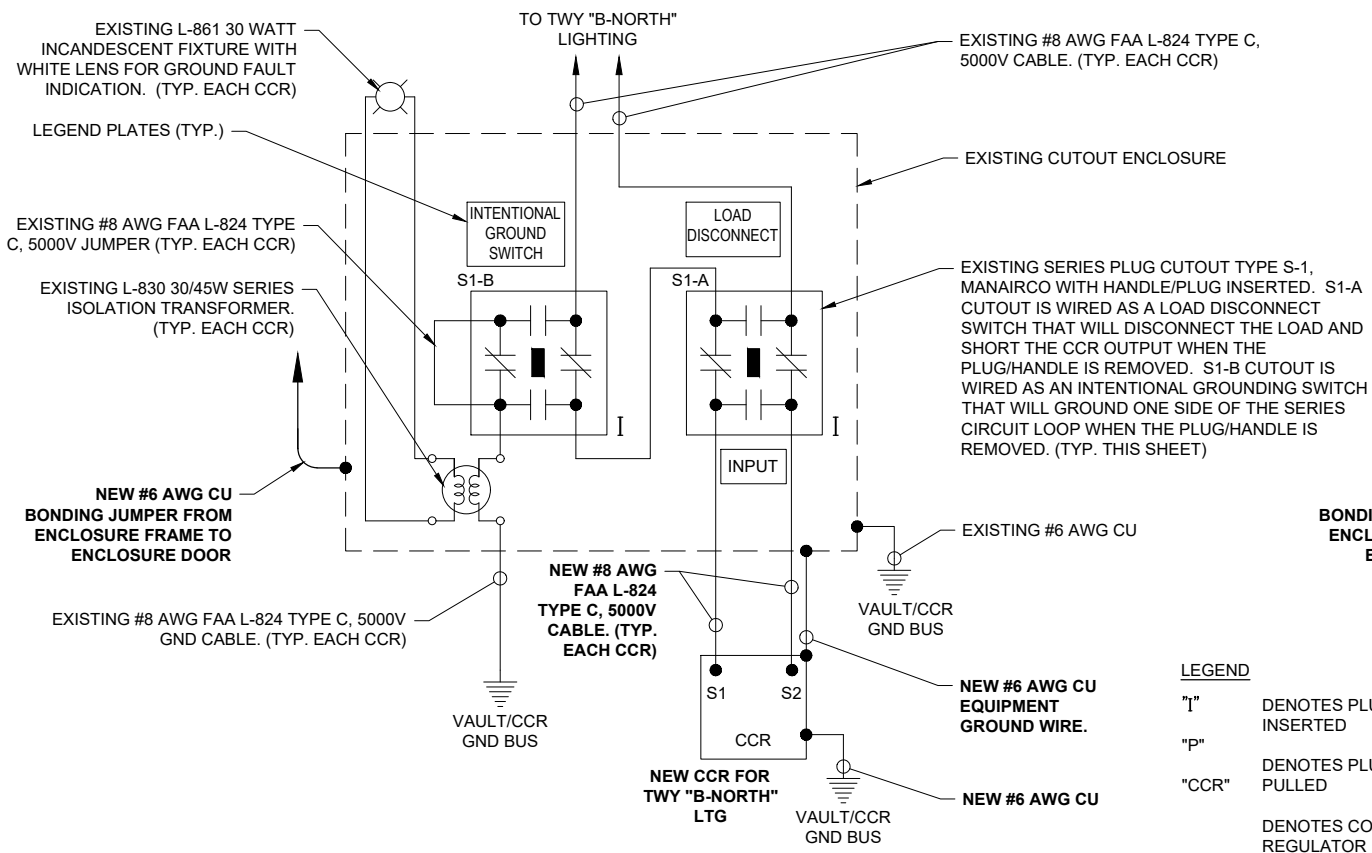 EXISTING L-861 30 WATT
INCANDESCENT FIXTURE WITH
WHITE LENS FOR GROUND FAULT
INDICATION. (TYP. EACH CCR)
TO TWY "B-NORTH"
LIGHTING
EXISTING #8 AWG FAA L-824 TYPE C,
5000V CABLE. (TYP. EACH CCR)
LEGEND PLATES (TYP.)
EXISTING CUTOUT ENCLOSURE
INTENTIONAL
GROUND
SWITCH
LOAD
DISCONNECT
EXISTING #8 AWG FAA L-824 TYPE
C, 5000V JUMPER (TYP. EACH CCR)
S1-B
S1-A
EXISTING L-830 30/45W SERIES
ISOLATION TRANSFORMER.
(TYP. EACH CCR)
EXISTING SERIES PLUG CUTOUT TYPE S-1,
MANAIRCO WITH HANDLE/PLUG INSERTED. S1-A
CUTOUT IS WIRED AS A LOAD DISCONNECT
SWITCH THAT WILL DISCONNECT THE LOAD AND
SHORT THE CCR OUTPUT WHEN THE
PLUG/HANDLE IS REMOVED. S1-B CUTOUT IS
WIRED AS AN INTENTIONAL GROUNDING SWITCH
THAT WILL GROUND ONE SIDE OF THE SERIES
CIRCUIT LOOP WHEN THE PLUG/HANDLE IS
REMOVED. (TYP. THIS SHEET)
I
I
INPUT
NEW #6 AWG CU
BONDING JUMPER FROM
ENCLOSURE FRAME TO
ENCLOSURE DOOR
EXISTING #6 AWG CU
VAULT/CCR
GND BUS
NEW #8 AWG
FAA L-824
TYPE C, 5000V
CABLE. (TYP.
EACH CCR)
EXISTING #8 AWG FAA L-824 TYPE C, 5000V
GND CABLE. (TYP. EACH CCR)
VAULT/CCR
GND BUS
S1
S2
CCR
NEW #6 AWG CU
EQUIPMENT
GROUND WIRE.
NEW CCR FOR
TWY "B-NORTH"
LTG
VAULT/CCR
GND BUS
NEW #6 AWG CU
LEGEND
"I"
DENOTES
INSERTED
"P"
DENOTES
PULLED
"CCR"
DENOTES
REGULATOR